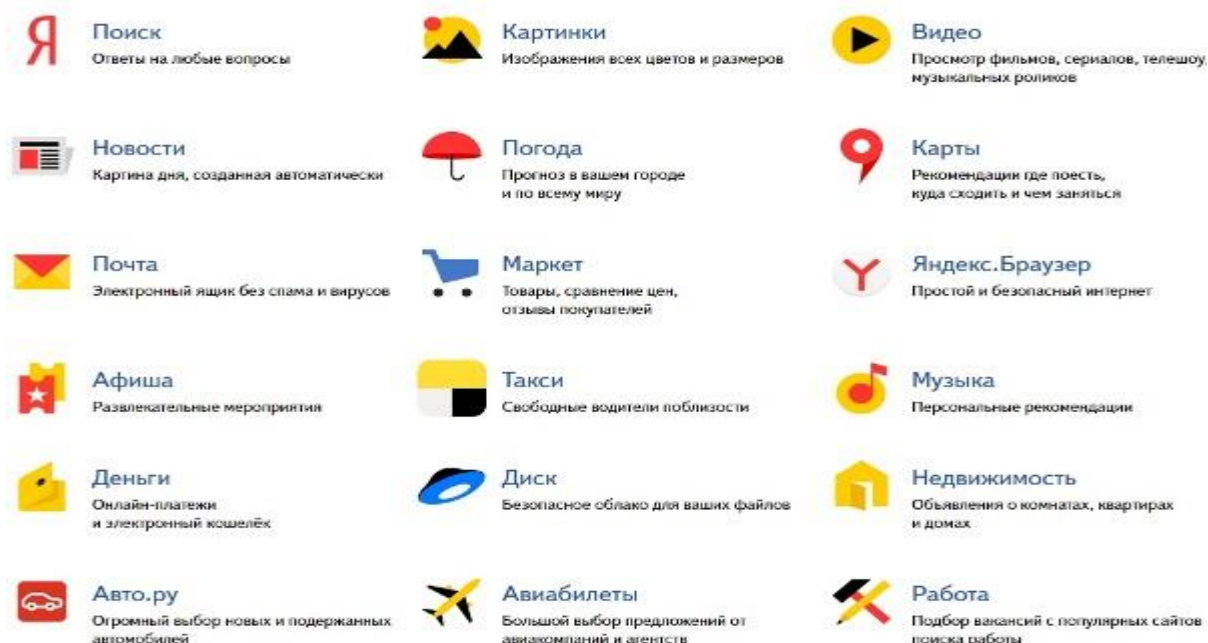 Я
Поиск
Ответы на любые вопросы
Картинки
Изображения всех цветов и размеров
Видео
Просмотр фильмов, сериалов, телешоу,
музыкальных роликов
Новости
Картина дня, созданная автоматически
Погода
Прогноз в вашем городе
и по всему миру
Карты
Рекомендации где поесть,
куда сходить и чем заняться
Почта
Электронный ящик без спама и вирусов
Маркет
Товары, сравнение цен,
отзывы покупателей
Яндекс.Браузер
Простой и безопасный интернет
Афиша
Развлекательные мероприятия
Такси
Свободные водители поблизости
Музыка
Персональные рекомендации
Деньги
Онлайн-платежи
и электронный кошелёк
Диск
Безопасное облако для ваших файлов
Недвижимость
Объявления о комнатах, квартирах
и домах
Авто.ру
Огромный выбор новых и подержанных
автомобилей
Авиабилеты
Большой выбор предложений от
авиакомпаний и агентств
Работа
Подбор вакансий с популярных сайтов
поиска работы